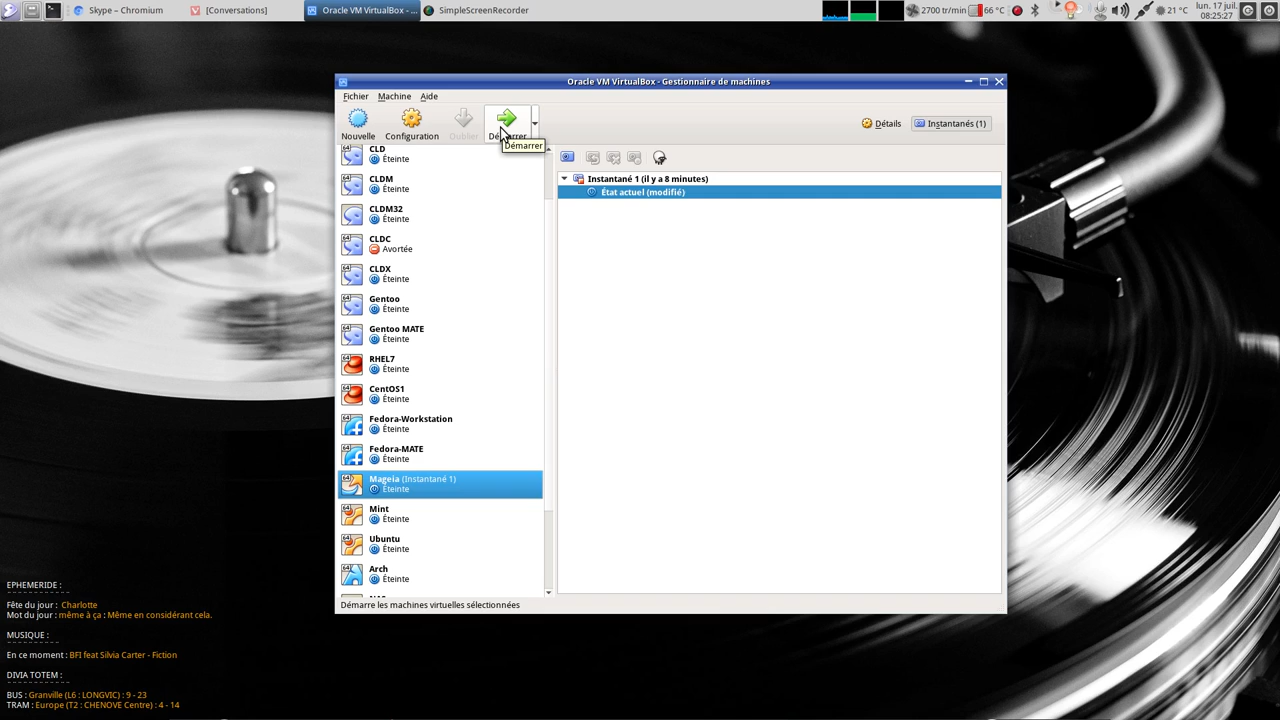 Skype – Chromium
[Conversations]
Oracle VM VirtualBox - ...
SimpleScreenRecorder
2700 tr/min
66 °C
21 °C
lun. 17 juil.
08:25:27
Oracle VM VirtualBox - Gestionnaire de machines
Fichier Machine Aide
Nouvelle Configuration Oublier
Démarrer
Détails
Instantanés (1)
CLD
Éteinte
CLDM
Éteinte
CLDM32
Éteinte
CLDC
Avortée
CLDX
Éteinte
Gentoo
Éteinte
Gentoo MATE
Éteinte
RHEL7
Éteinte
CentOS1
Éteinte
Fedora-Workstation
Éteinte
Fedora-MATE
Éteinte
Mageia (Instantané 1)
Éteinte
Mint
Éteinte
Ubuntu
Éteinte
Arch
Éteinte
Instantané 1 (il y a 8 minutes)
État actuel (modifié)
Démarre les machines virtuelles sélectionnées
EPHEMERIDE :
Fête du jour : Charlotte
Mot du jour : même à ça : Même en considérant cela.
MUSIQUE :
En ce moment : BFI feat Silvia Carter - Fiction
DIVIA TOTEM :
BUS : Granville (L6 : LONGVIC) : 9 - 23
TRAM : Europe (T2 : CHENOVE Centre) : 4 - 14